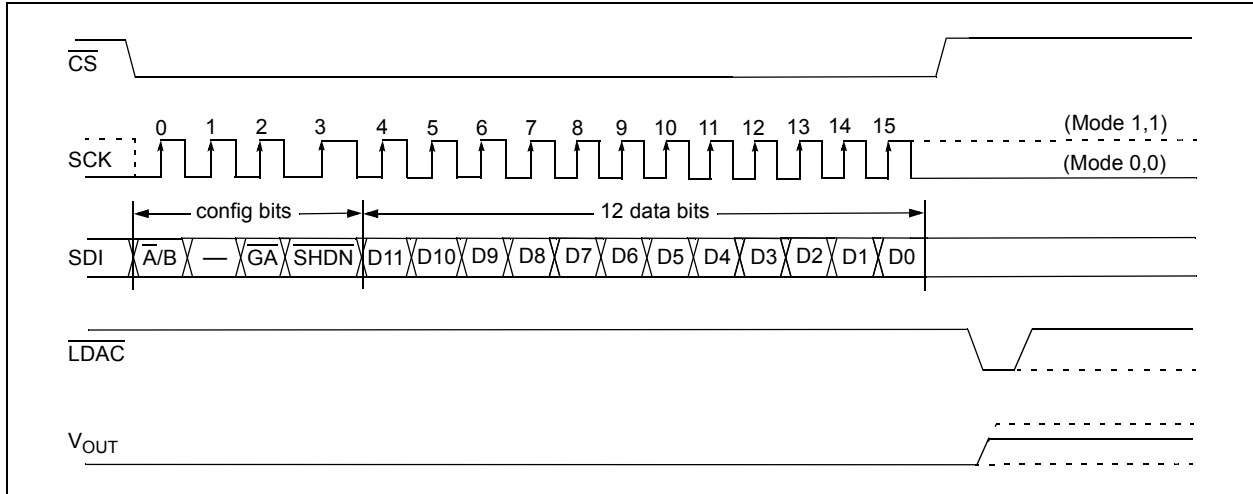 CS
0 1 2 3 4 5 6 7 8 9 10 11 12 13 14 15
(Mode 1,1)
SCK
(Mode 0,0)
config bits
12 data bits
SDI
A/B — GA SHDN D11 D10 D9 D8 D7 D6 D5 D4 D3 D2 D1 D0
LDAC
VOUT